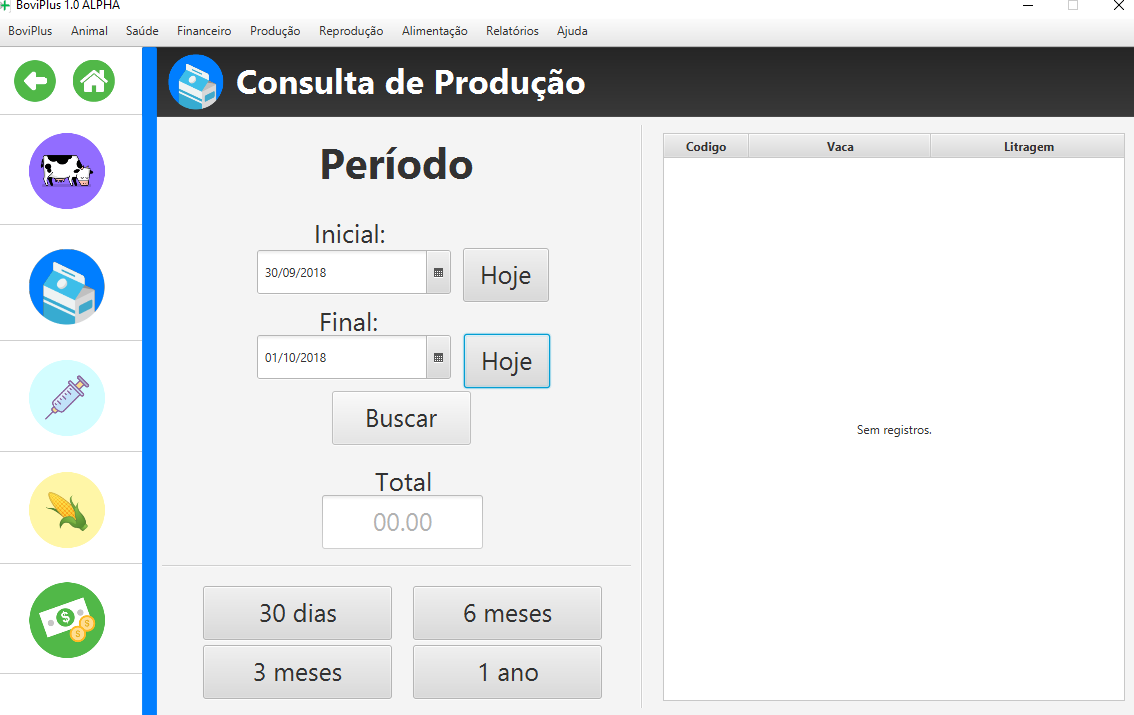 BoviPlus 1.0 ALPHA
BoviPlus Animal Saúde Financeiro Produção Reprodução Alimentação Relatórios Ajuda
Consulta de Produção
Período
Inicial:
30/09/2018 Hoje
Final:
01/10/2018 Hoje
Buscar
Total
00.00
30 dias 6 meses
3 meses 1 ano
Codigo Vaca Litragem
Sem registros.